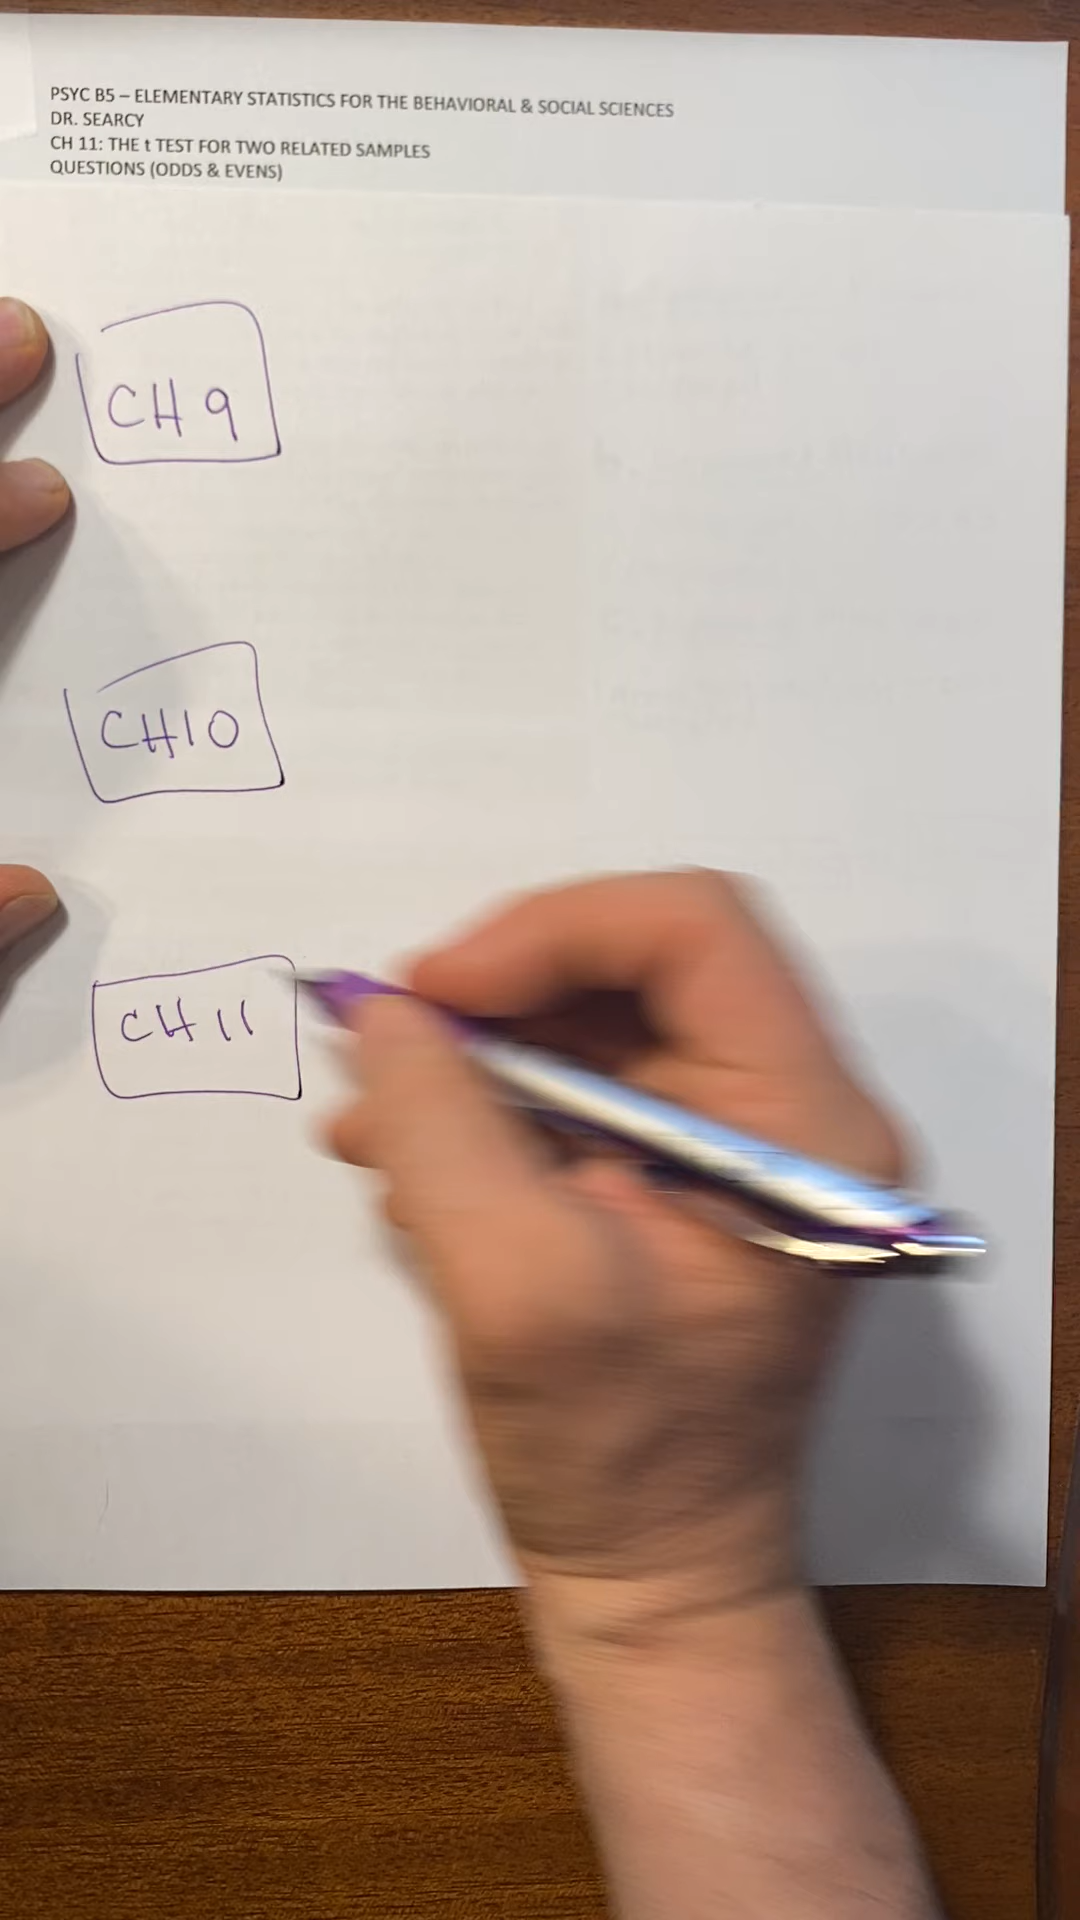 PSYC B5 – ELEMENTARY STATISTICS FOR THE BEHAVIORAL & SOCIAL SCIENCES
DR. SEARCY
CH 11: THE t TEST FOR TWO RELATED SAMPLES
QUESTIONS (ODDS & EVENS)
CH 9
CH10
CH 11